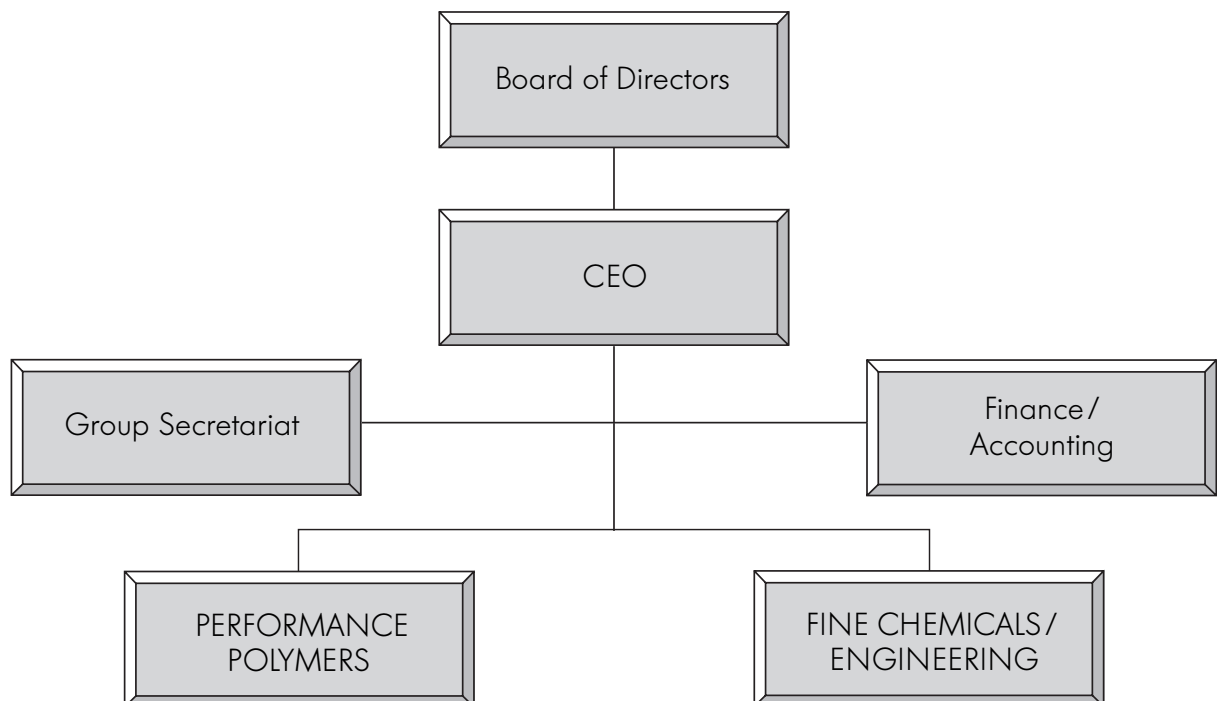 Board of Directors
CEO
Group Secretariat
Finance/
Accounting
PERFORMANCE
POLYMERS
FINE CHEMICALS/
ENGINEERING